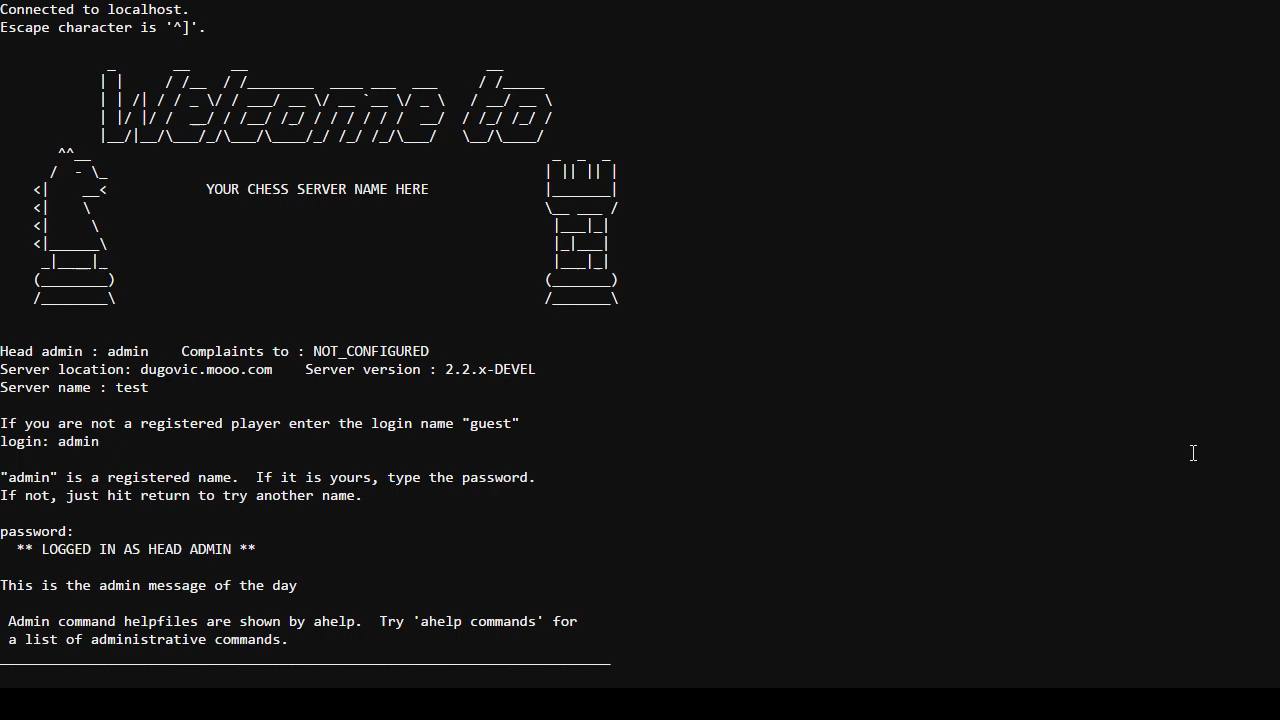 Connected to localhost.
Escape character is '^]'.
Welcome to
YOUR CHESS SERVER NAME HERE
Head admin : admin    Complaints to : NOT_CONFIGURED
Server location: dugovic.mooo.com    Server version : 2.2.x-DEVEL
Server name : test
If you are not a registered player enter the login name "guest"
login: admin
"admin" is a registered name.  If it is yours, type the password.
If not, just hit return to try another name.
password:
** LOGGED IN AS HEAD ADMIN **
This is the admin message of the day
Admin command helpfiles are shown by ahelp.  Try 'ahelp commands' for
a list of administrative commands.